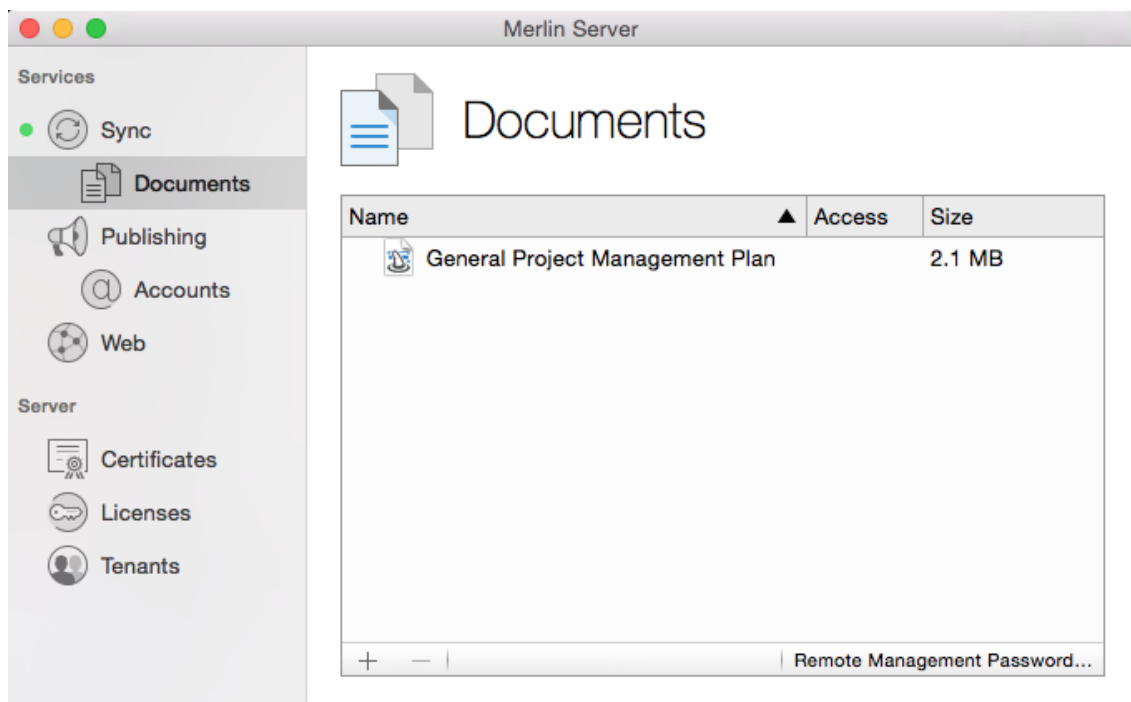 Merlin Server
Services
Sync
Documents
Publishing
Accounts
Web
Server
Certificates
Licenses
Tenants
Documents
Name Access Size
General Project Management Plan 2.1 MB
Remote Management Password...